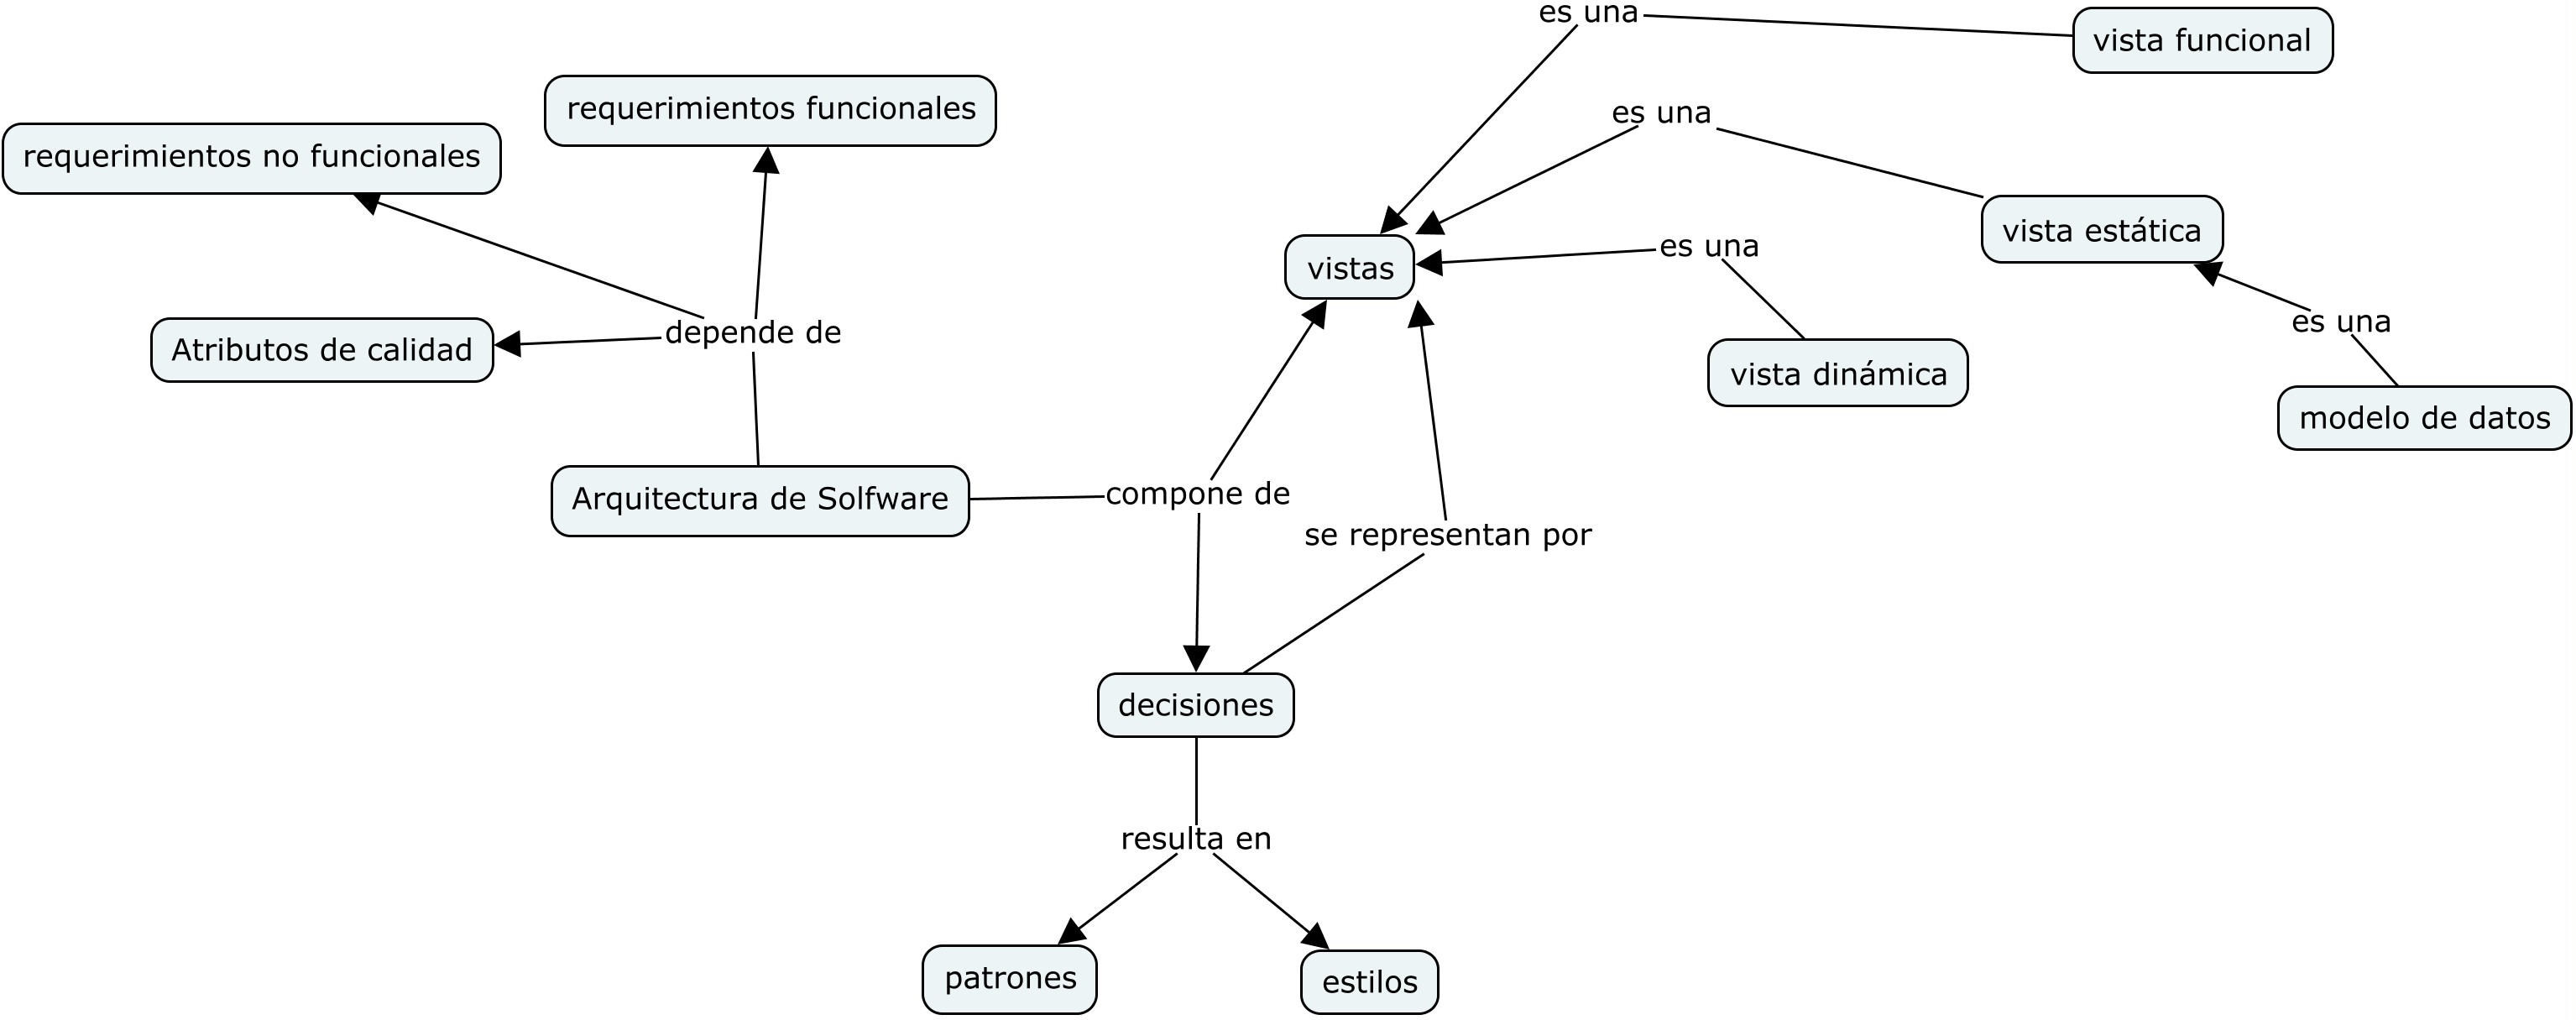 es una
vista funcional
requerimientos funcionales
es una
requerimientos no funcionales
vista estática
es una
vistas
es una
depende de
Atributos de calidad
vista dinámica
modelo de datos
Arquitectura de Solfware
compone de
se representan por
decisiones
resulta en
patrones
estilos